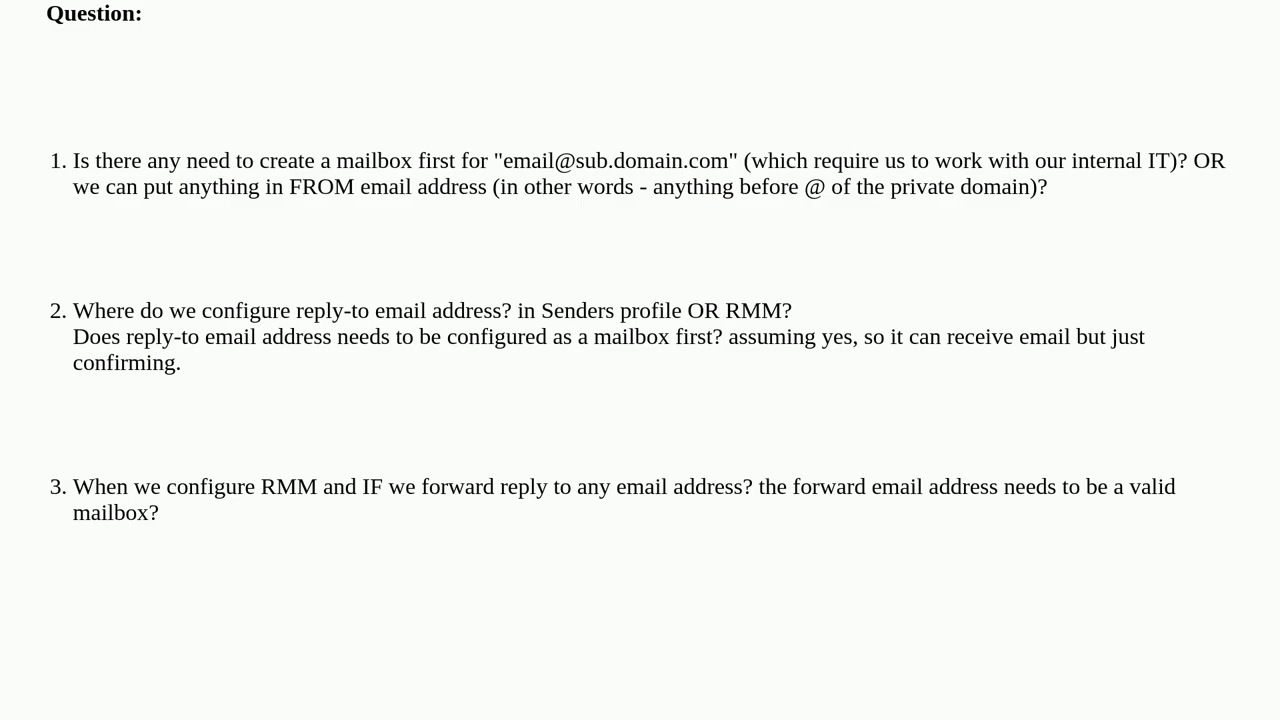 Question:
1. Is there any need to create a mailbox first for "email@sub.domain.com" (which require us to work with our internal IT)? OR
we can put anything in FROM email address (in other words - anything before @ of the private domain)?
2. Where do we configure reply-to email address? in Senders profile OR RMM?
Does reply-to email address needs to be configured as a mailbox first? assuming yes, so it can receive email but just
confirming.
3. When we configure RMM and IF we forward reply to any email address? the forward email address needs to be a valid
mailbox?